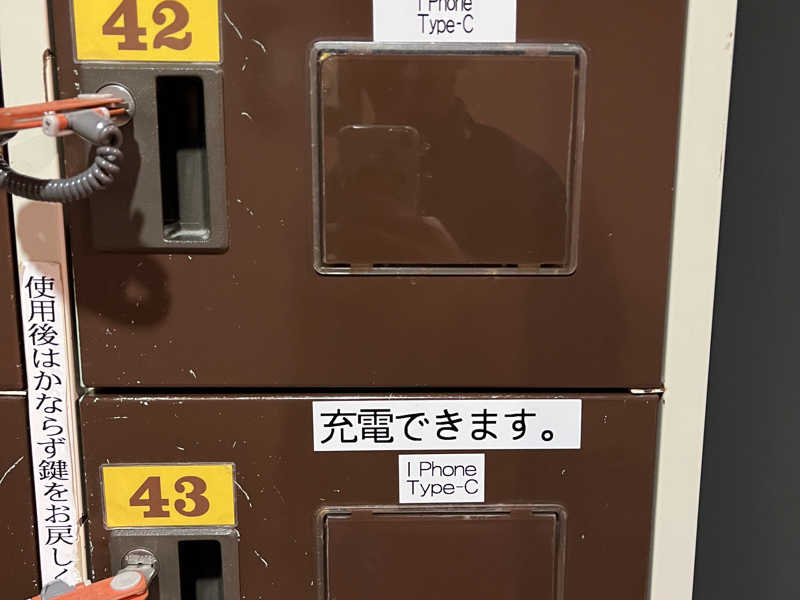 42
I Phone
Type-C
使用後はかならず鍵をお戻し
充電できます。
I Phone
Type-C
43